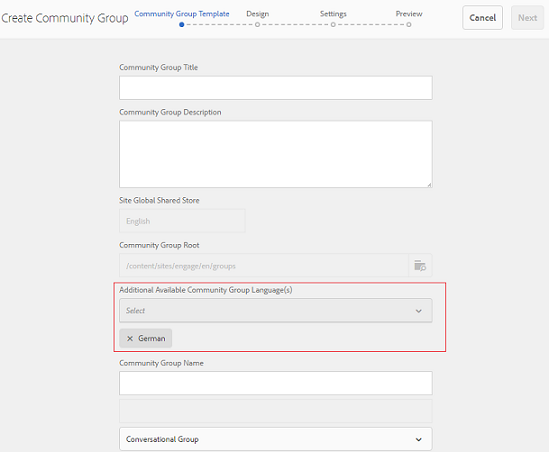 Create Community Group
Community Group Template Design Settings Preview
Cancel
Next
Community Group Title
Community Group Description
Site Global Shared Store
English
Community Group Root
/content/sites/engage/en/groups
Additional Available Community Group Language(s)
Select
× German
Community Group Name
Conversational Group